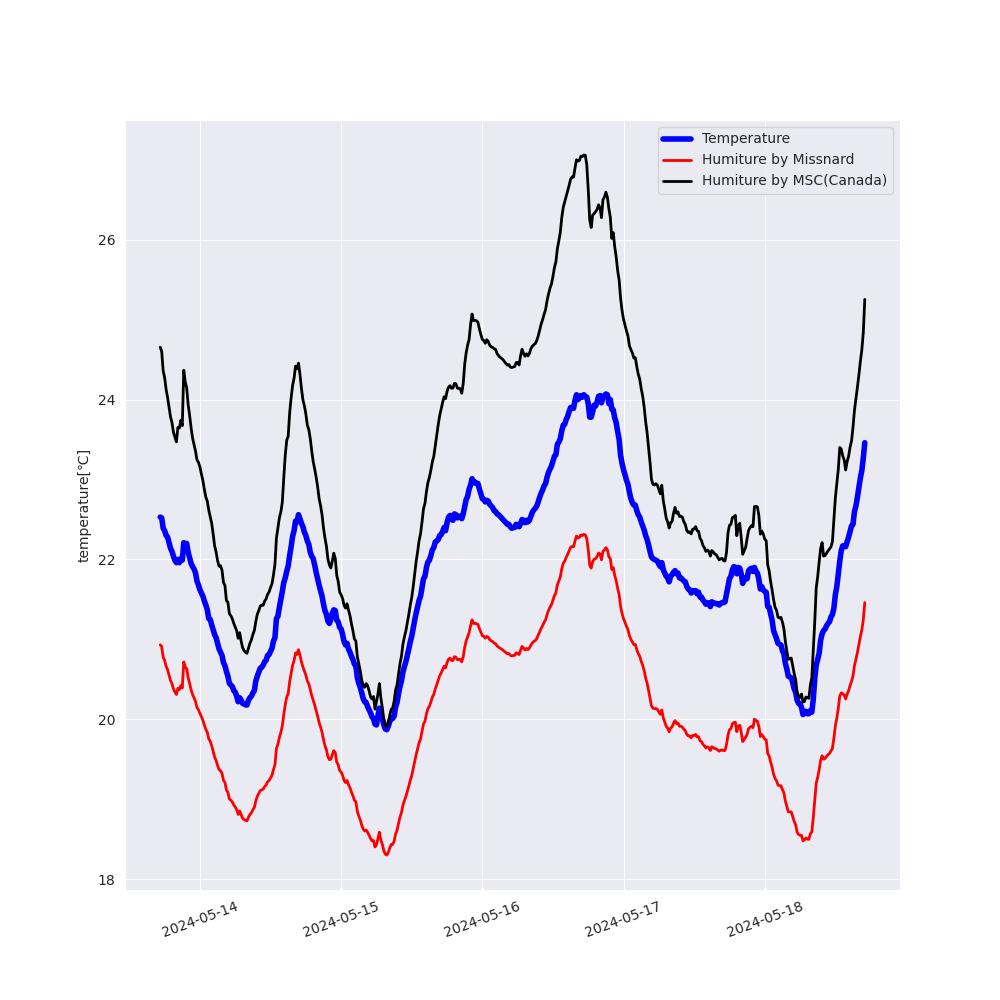 Temperature
Humiture by Missnard
Humiture by MSC(Canada)
temperature[℃]
26
24
22
20
18
2024-05-14
2024-05-15
2024-05-16
2024-05-17
2024-05-18